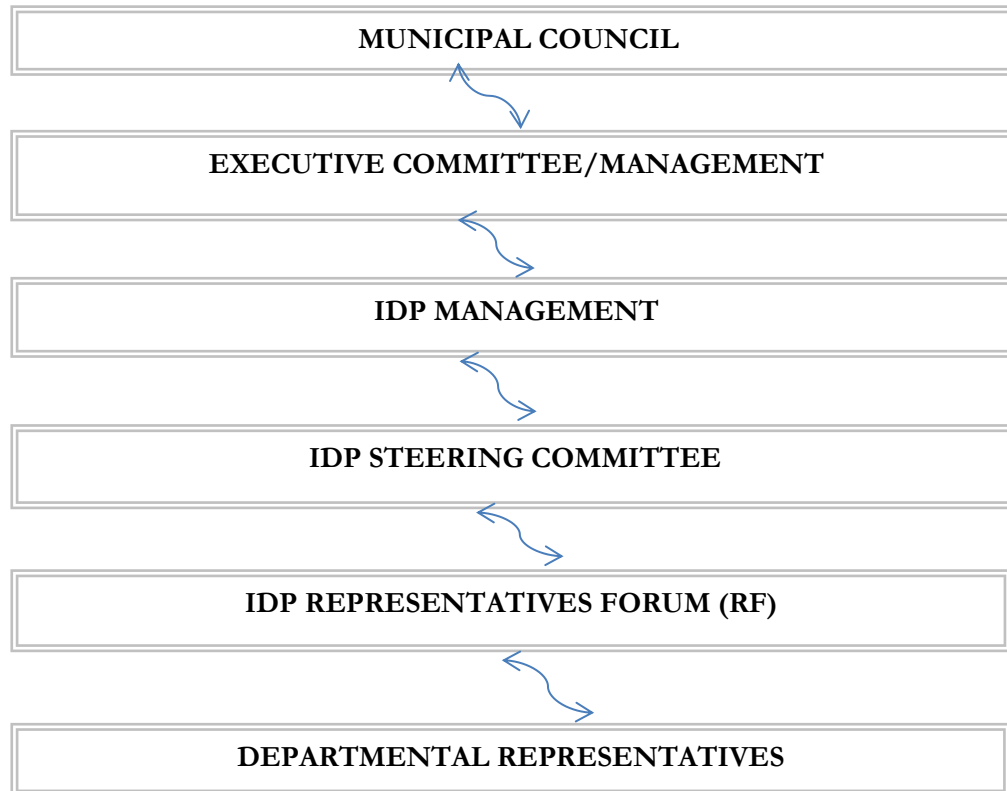 MUNICIPAL COUNCIL
EXECUTIVE COMMITTEE/MANAGEMENT
IDP MANAGEMENT
IDP STEERING COMMITTEE
IDP REPRESENTATIVES FORUM (RF)
DEPARTMENTAL REPRESENTATIVES